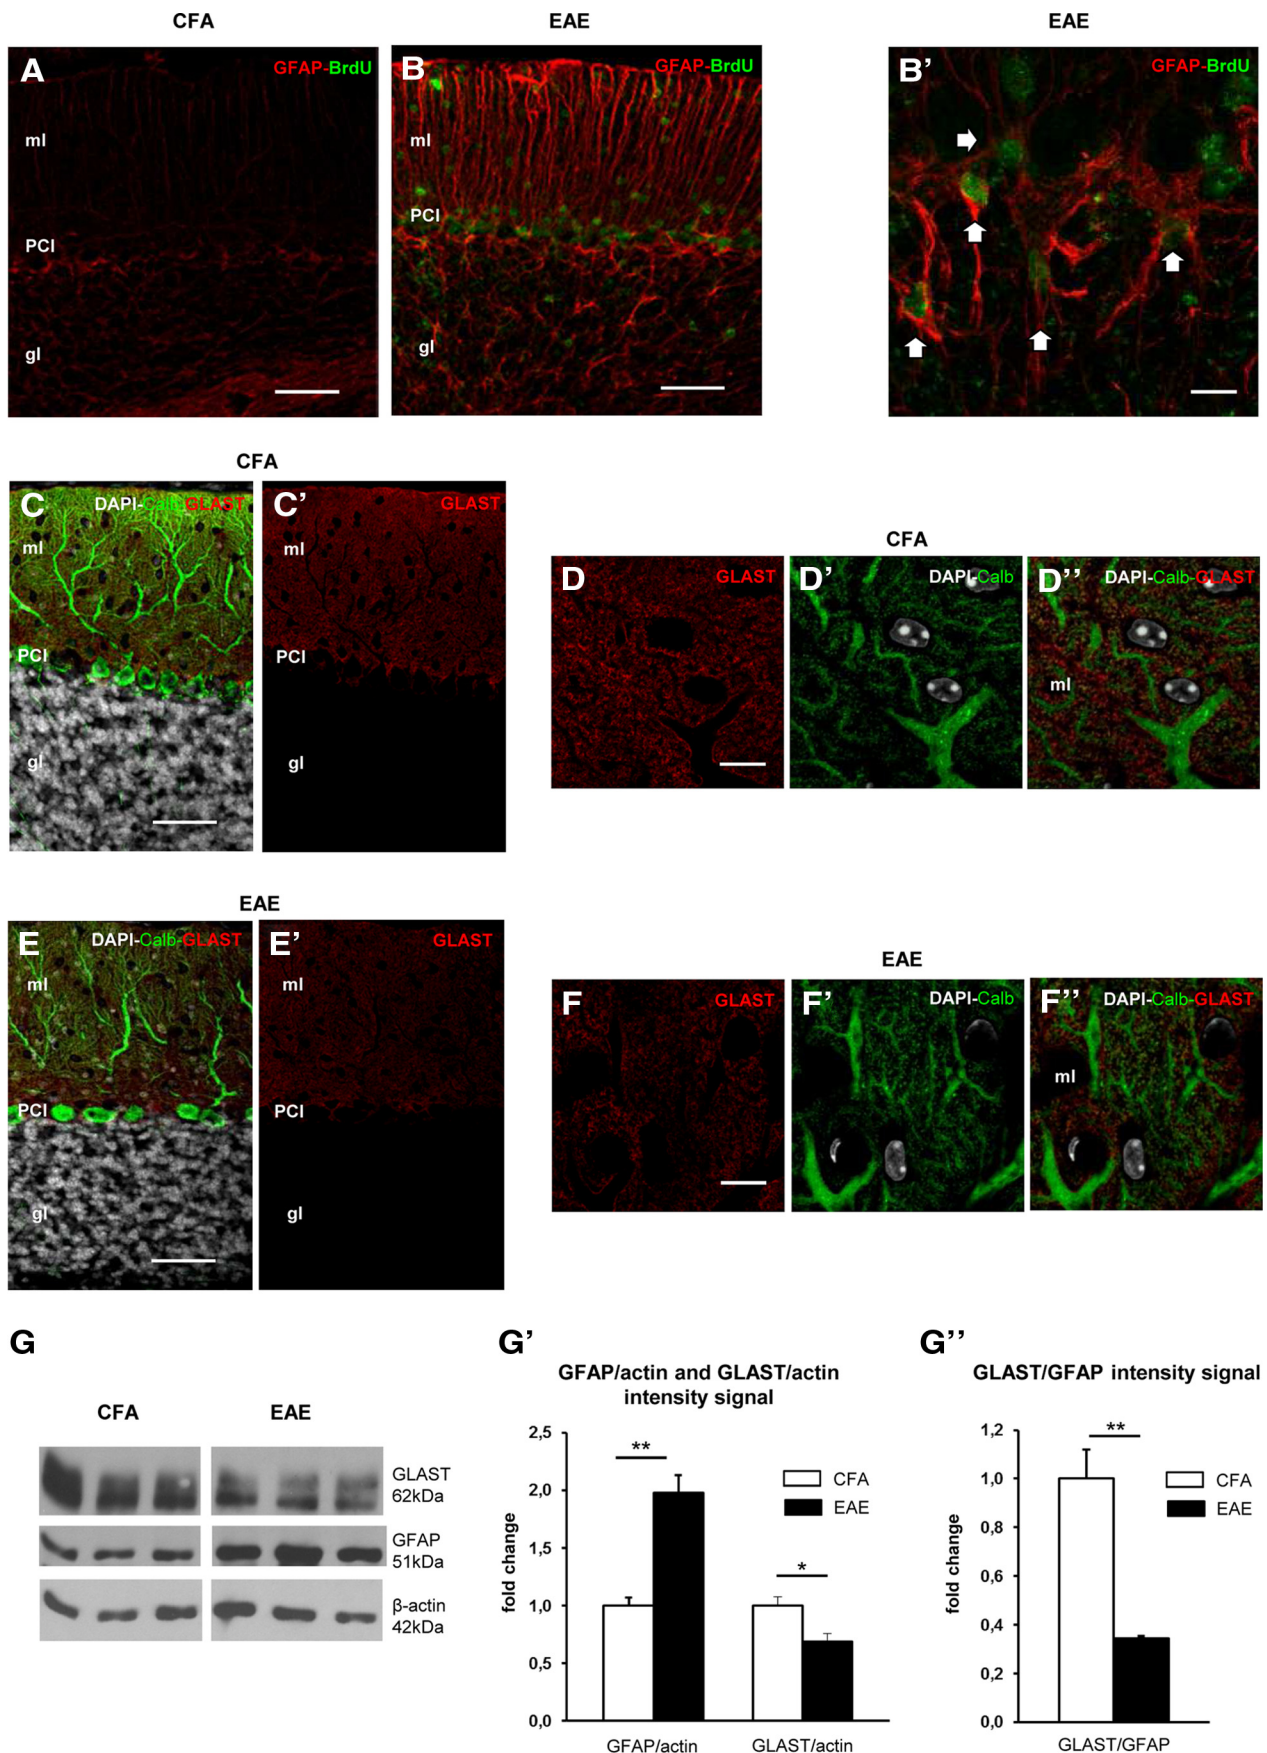 CFA
EAE
EAE
A
GFAP-BrdU
ml
PCl
gl
B
GFAP-BrdU
ml
PCl
gl
B’
GFAP-BrdU
CFA
C
DAPI-Calb-GLAST
ml
PCl
gl
C’
GLAST
ml
PCl
gl
CFA
D
GLAST
D’
DAPI-Calb
D’’
DAPI-Calb-GLAST
ml
EAE
E
DAPI-Calb-GLAST
ml
PCl
gl
E’
GLAST
ml
PCl
gl
EAE
F
GLAST
F’
DAPI-Calb
F’’
DAPI-Calb-GLAST
ml
G
CFA
EAE
GLAST
62kDa
GFAP
51kDa
β-actin
42kDa
G’
GFAP/actin and GLAST/actin
intensity signal
fold change
2,5
2,0
1,5
1,0
0,5
0,0
**
*
CFA
EAE
GFAP/actin
GLAST/actin
G’’
GLAST/GFAP intensity signal
fold change
1,2
1,0
0,8
0,6
0,4
0,2
0,0
**
CFA
EAE
GLAST/GFAP